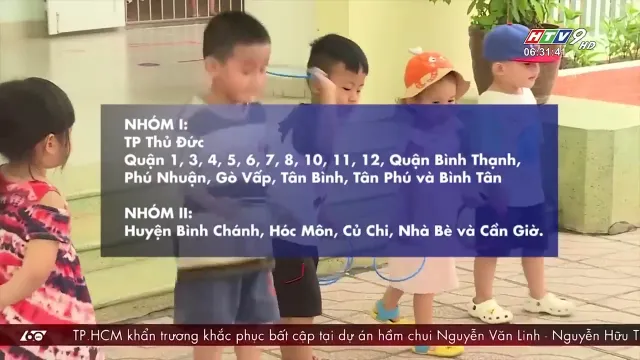 HTV9 HD
06:31:41
NHÓM I:
TP Thủ Đức
Quận 1, 3, 4, 5, 6, 7, 8, 10, 11, 12, Quận Bình Thạnh,
Phú Nhuận, Gò Vấp, Tân Bình, Tân Phú và Bình Tân
NHÓM II:
Huyện Bình Chánh, Hóc Môn, Củ Chi, Nhà Bè và Cần Giờ.
60 TP.HCM khẩn trương khắc phục bất cập tại dự án hầm chui Nguyễn Văn Linh - Nguyễn Hữu T